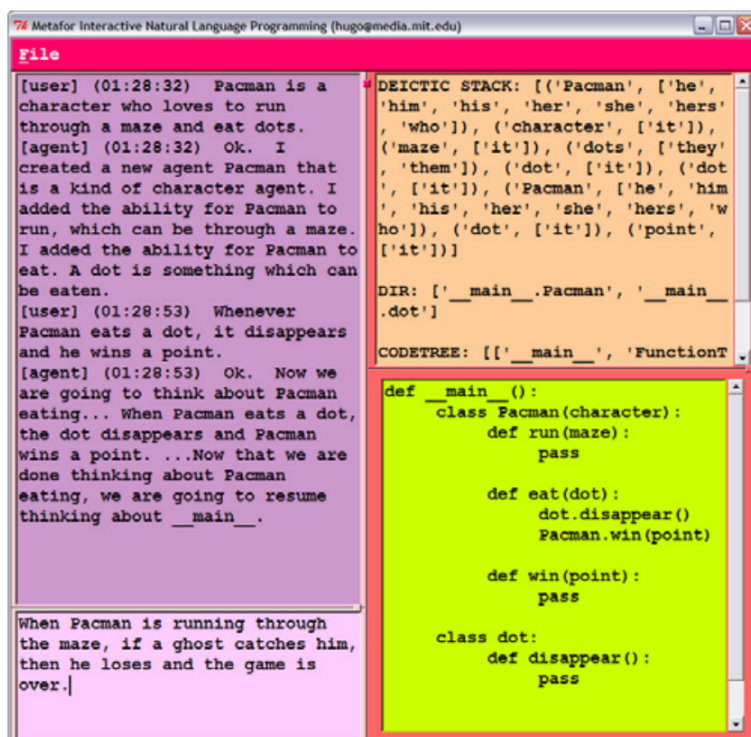 Metafor Interactive Natural Language Programming (hugo@media.mit.edu)
File
[user] (01:28:32)  Pacman is a
character who loves to run
through a maze and eat dots.
[agent] (01:28:32)  Ok.  I
created a new agent Pacman that
is a kind of character agent. I
added the ability for Pacman to
run, which can be through a maze.
I added the ability for Pacman to
eat. A dot is something which can
be eaten.
[user] (01:28:53)  Whenever
Pacman eats a dot, it disappears
and he wins a point.
[agent] (01:28:53)  Ok.  Now we
are going to think about Pacman
eating... When Pacman eats a dot,
the dot disappears and Pacman
wins a point. ...Now that we are
done thinking about Pacman
eating, we are going to resume
thinking about __main__.
When Pacman is running through
the maze, if a ghost catches him,
then he loses and the game is
over.
DEICTIC STACK: [('Pacman', ['he',
'him', 'his', 'her', 'she', 'hers'
, 'who']), ('character', ['it']),
('maze', ['it']), ('dots', ['they'
, 'them']), ('dot', ['it']), ('dot
', ['it']), ('Pacman', ['he', 'him
', 'his', 'her', 'she', 'hers', 'w
ho']), ('dot', ['it']), ('point',
['it'])]
DIR: ['__main__.Pacman', '__main__
.dot']
CODETREE: [['__main__', 'FunctionT
def __main__():
class Pacman(character):
def run(maze):
pass
def eat(dot):
dot.disappear()
Pacman.win(point)
def win(point):
pass
class dot:
def disappear():
pass